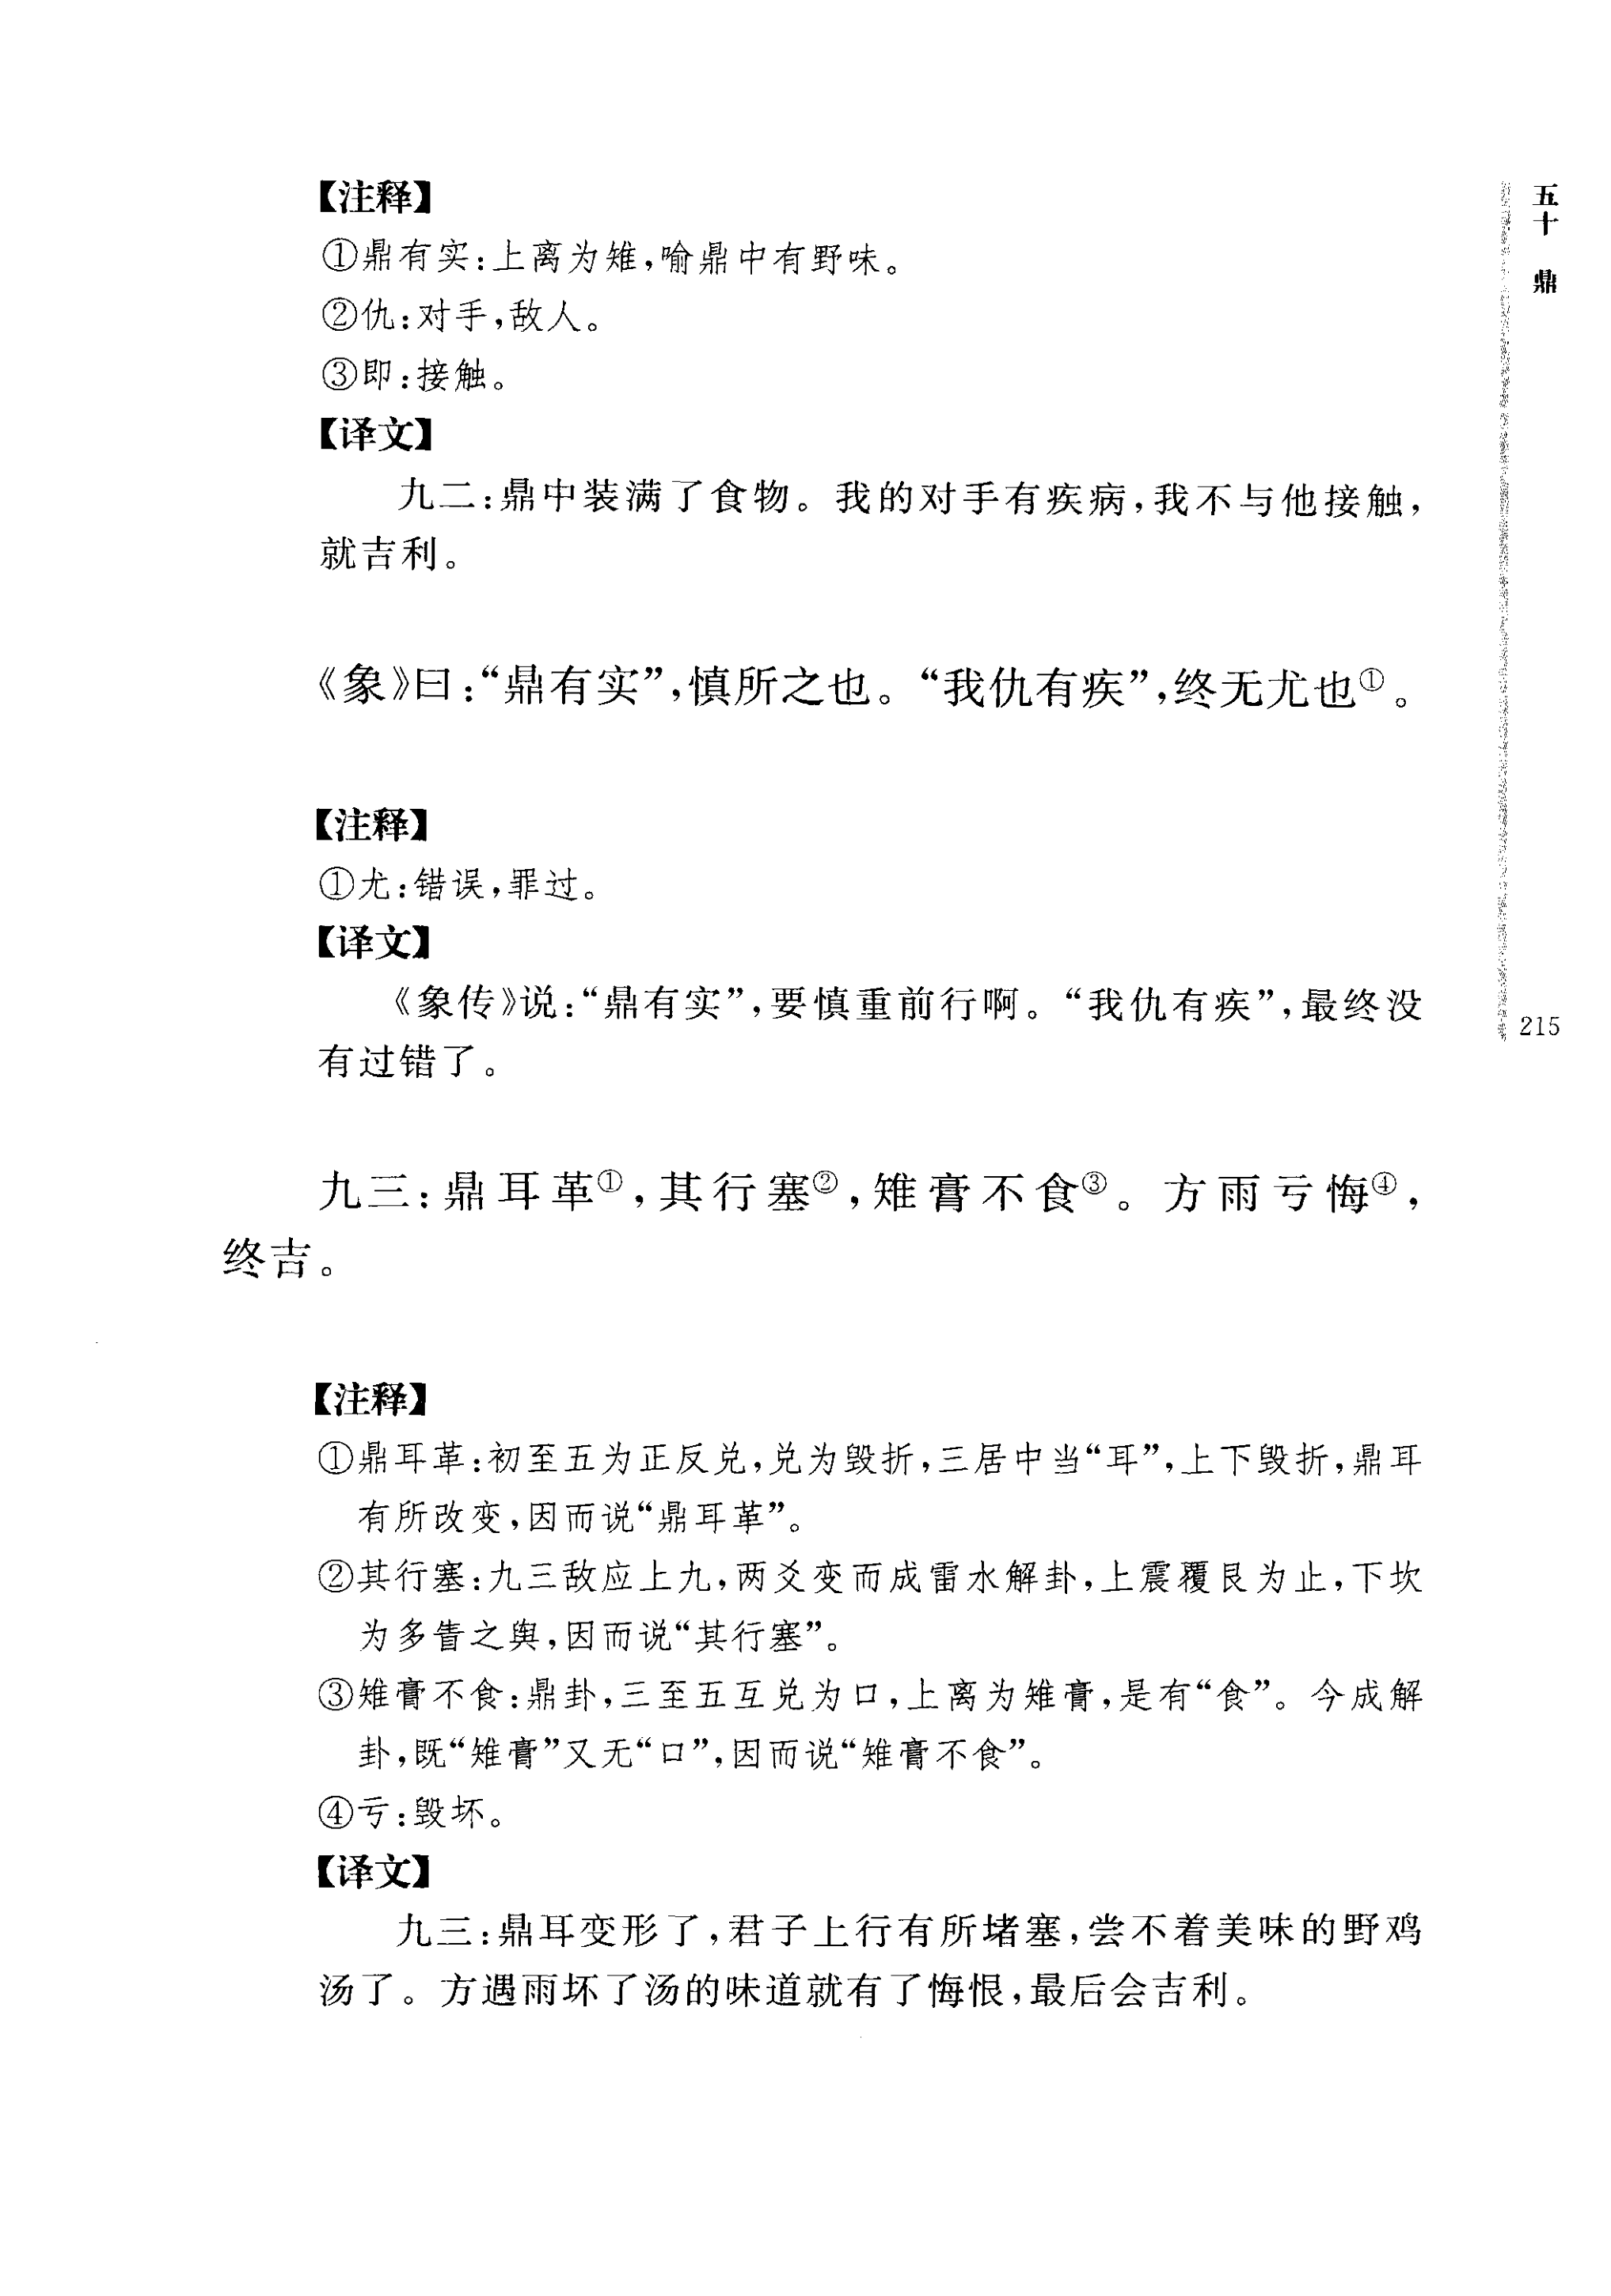 【注释】
①鼎有实:上离为雉,喻鼎中有野味。
②仇:对手,敌人。
③即:接触。
【译文】
九二:鼎中装满了食物。我的对手有疾病,我不与他接触,
就吉利。
《象》曰:“鼎有实”,慎所之也。“我仇有疾”,终无尤也①。
【注释】
①尤:错误,罪过。
【译文】
《象传》说:“鼎有实”,要慎重前行啊。“我仇有疾”,最终没
有过错了。
九三:鼎耳革①,其行塞②,雉膏不食③。方雨亏悔④,
终吉。
【注释】
①鼎耳革:初至五为正反兑,兑为毁折,三居中当“耳”,上下毁折,鼎耳
有所改变,因而说“鼎耳革”。
②其行塞:九三敌应上九,两爻变而成雷水解卦,上震覆艮为止,下坎
为多眚之舆,因而说“其行塞”。
③雉膏不食:鼎卦,三至五互兑为口,上离为雉膏,是有“食”。今成解
卦,既“雉膏”又无“口”,因而说“雉膏不食”。
④亏:毁坏。
【译文】
九三:鼎耳变形了,君子上行有所堵塞,尝不着美味的野鸡
汤了。方遇雨坏了汤的味道就有了悔恨,最后会吉利。
五十 鼎
215